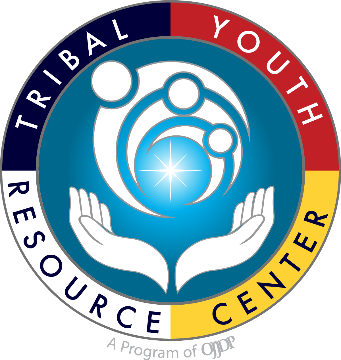 TRIBAL YOUTH
RESOURCE CENTER
A Program of OJJDP